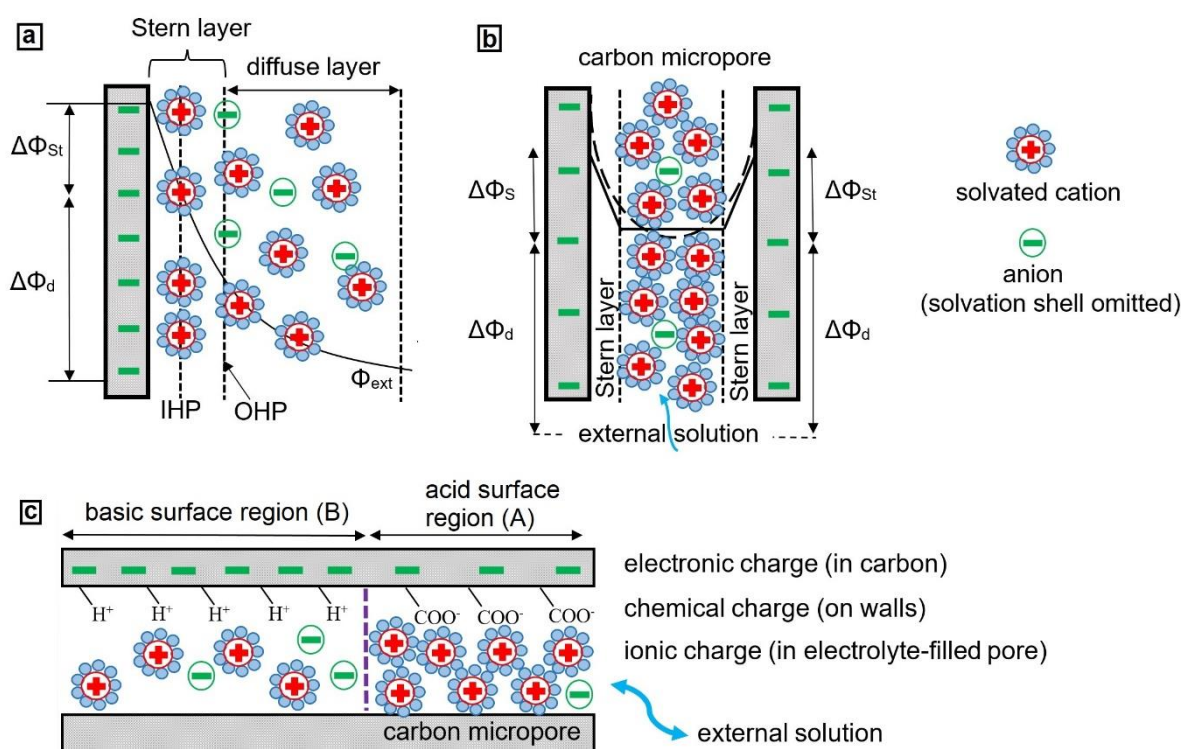 a
Stern layer
diffuse layer
ΔΦSt
ΔΦd
Φext
IHP
OHP
b
carbon micropore
ΔΦS
ΔΦSt
ΔΦd
ΔΦd
Stern layer
Stern layer
external solution
solvated cation
anion
(solvation shell omitted)
c
basic surface region (B)
acid surface
region (A)
electronic charge (in carbon)
H⁺ H⁺ H⁺ H⁺ H⁺ COO⁻ COO⁻ COO⁻
chemical charge (on walls)
ionic charge (in electrolyte-filled pore)
carbon micropore
external solution